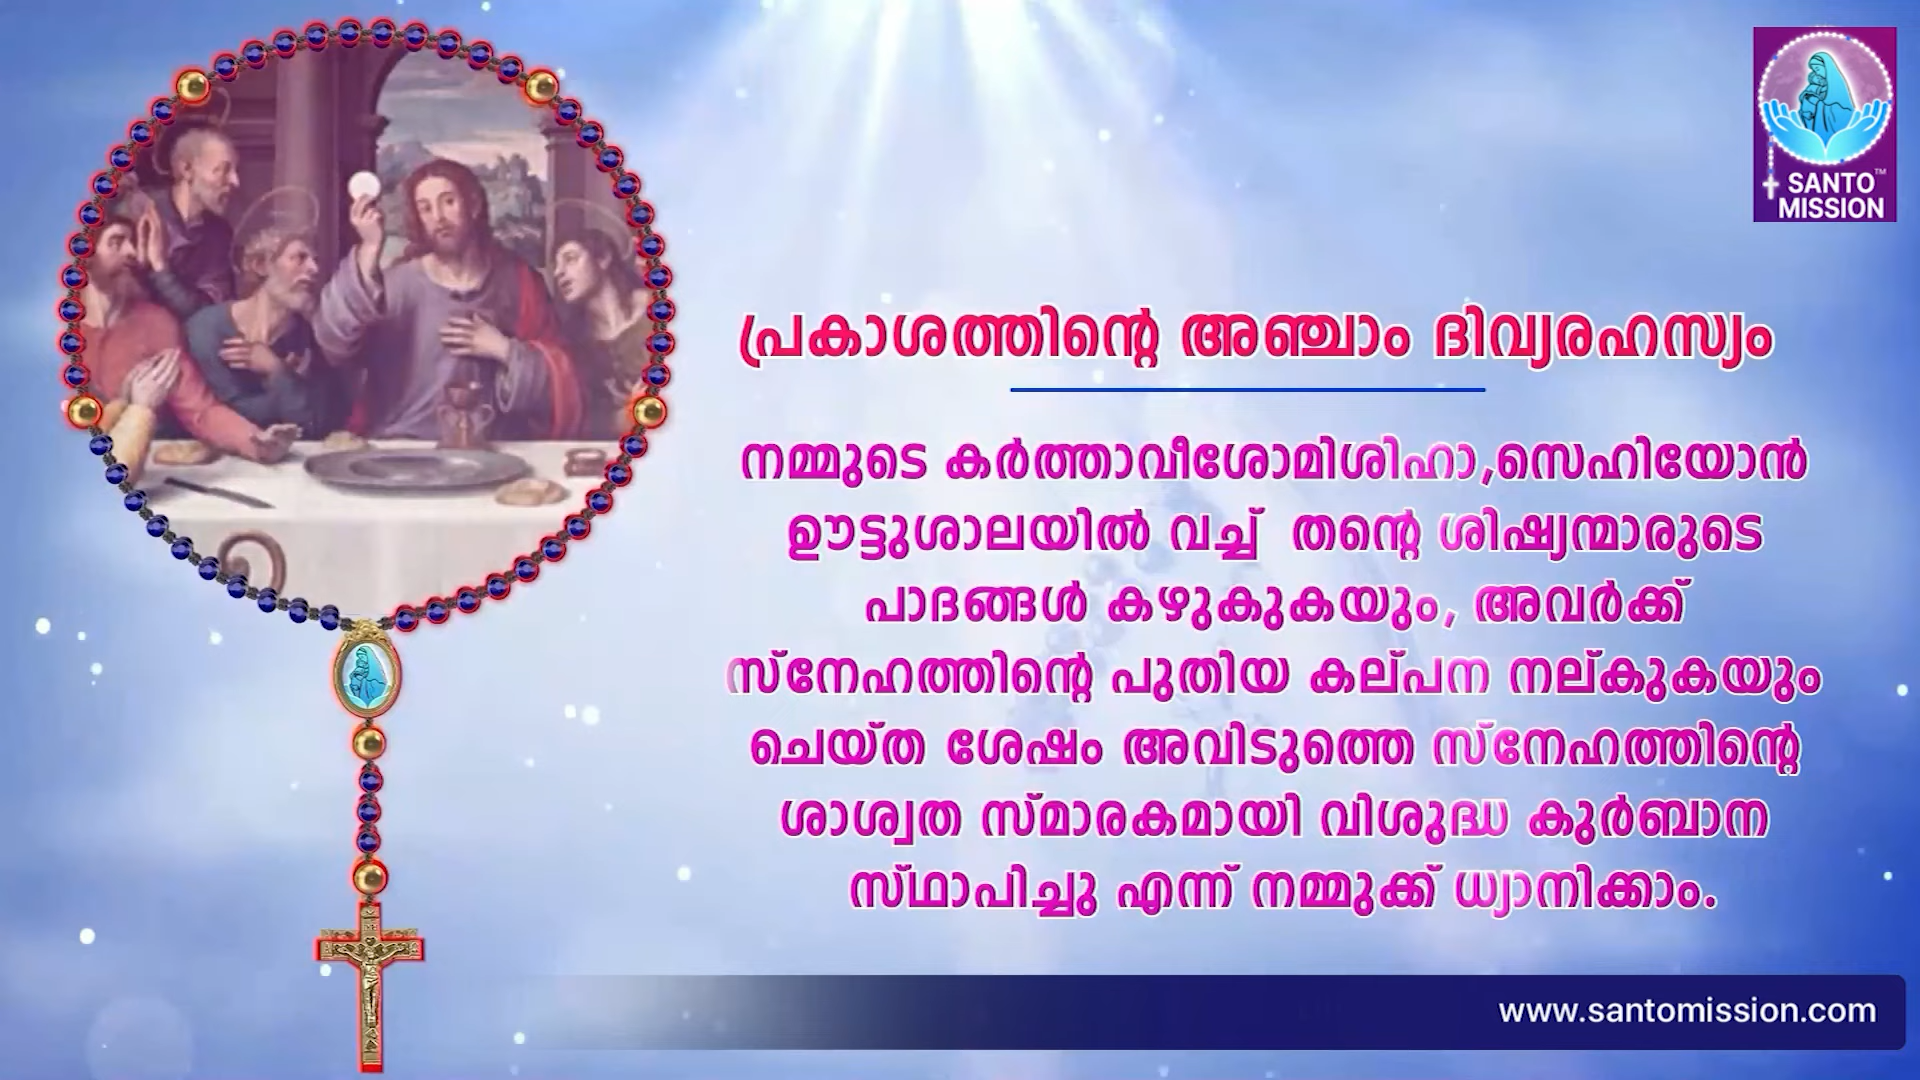 SANTO™
MISSION
പ്രകാശത്തിന്റെ അഞ്ചാം ദിവ്യരഹസ്യം
നമ്മുടെ കർത്താവീശോമിശിഹാ,സെഹിയോൻ
ഊട്ടുശാലയിൽ വച്ച് തന്റെ ശിഷ്യന്മാരുടെ
പാദങ്ങൾ കഴുകുകയും, അവർക്ക്
സ്നേഹത്തിന്റെ പുതിയ കല്പന നല്കുകയും
ചെയ്ത ശേഷം അവിടുത്തെ സ്നേഹത്തിന്റെ
ശാശ്വത സ്മാരകമായി വിശുദ്ധ കുർബാന
സ്ഥാപിച്ചു എന്ന് നമ്മുക്ക് ധ്യാനിക്കാം.
www.santomission.com